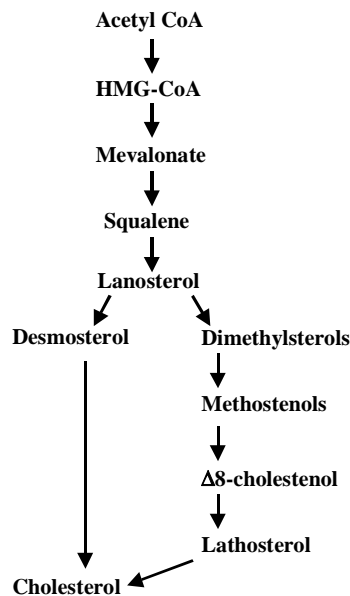 Acetyl CoA
HMG-CoA
Mevalonate
Squalene
Lanosterol
Desmosterol
Dimethylsterols
Methostenols
Δ8-cholestenol
Lathosterol
Cholesterol